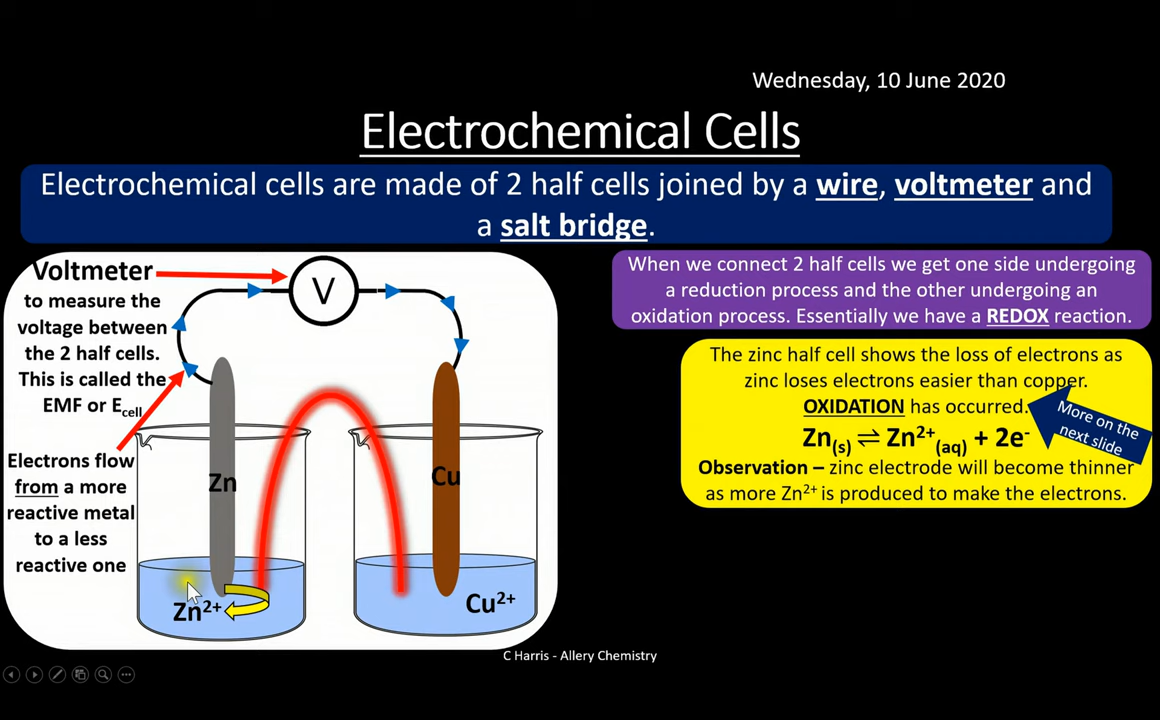 Wednesday, 10 June 2020
Electrochemical Cells
Electrochemical cells are made of 2 half cells joined by a wire, voltmeter and
a salt bridge.
Voltmeter
to measure the
voltage between
the 2 half cells.
This is called the
EMF or Ecell
Electrons flow
from a more
reactive metal
to a less
reactive one
V
Zn
Cu
Zn²⁺
Cu²⁺
When we connect 2 half cells we get one side undergoing
a reduction process and the other undergoing an
oxidation process. Essentially we have a REDOX reaction.
The zinc half cell shows the loss of electrons as
zinc loses electrons easier than copper.
OXIDATION has occurred.
Zn(s) ⇌ Zn²⁺(aq) + 2e⁻
Observation – zinc electrode will become thinner
as more Zn²⁺ is produced to make the electrons.
More on the
next slide
C Harris - Allery Chemistry